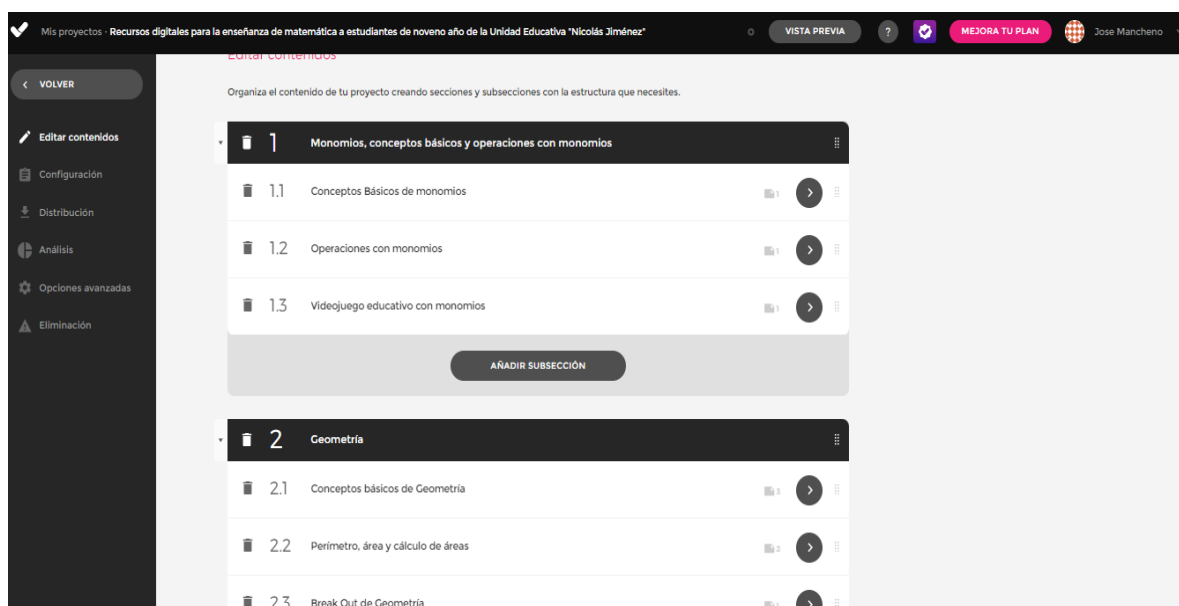 Mis proyectos · Recursos digitales para la enseñanza de matemática a estudiantes de noveno año de la Unidad Educativa "Nicolás Jiménez"
VISTA PREVIA
?
MEJORA TU PLAN
Jose Mancheno
VOLVER
Editar contenidos
Configuración
Distribución
Análisis
Opciones avanzadas
Eliminación
Editar contenidos
Organiza el contenido de tu proyecto creando secciones y subsecciones con la estructura que necesites.
1 Monomios, conceptos básicos y operaciones con monomios
1.1 Conceptos Básicos de monomios 1
1.2 Operaciones con monomios 1
1.3 Videojuego educativo con monomios 1
AÑADIR SUBSECCIÓN
2 Geometría
2.1 Conceptos básicos de Geometría 3
2.2 Perímetro, área y cálculo de áreas 2
2.3 Break Out de Geometría